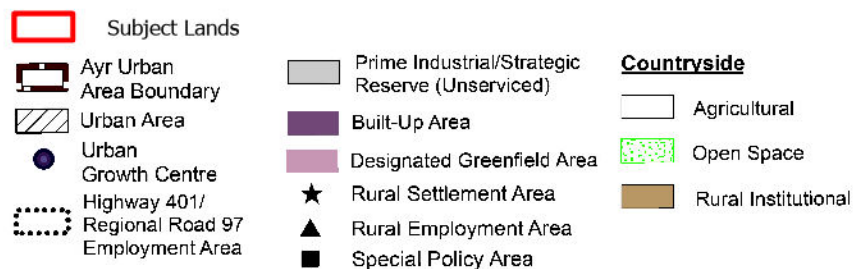 Subject Lands
Ayr Urban
Area Boundary
Urban Area
Urban
Growth Centre
Highway 401/
Regional Road 97
Employment Area
Prime Industrial/Strategic
Reserve (Unserviced)
Built-Up Area
Designated Greenfield Area
Rural Settlement Area
Rural Employment Area
Special Policy Area
Countryside
Agricultural
Open Space
Rural Institutional